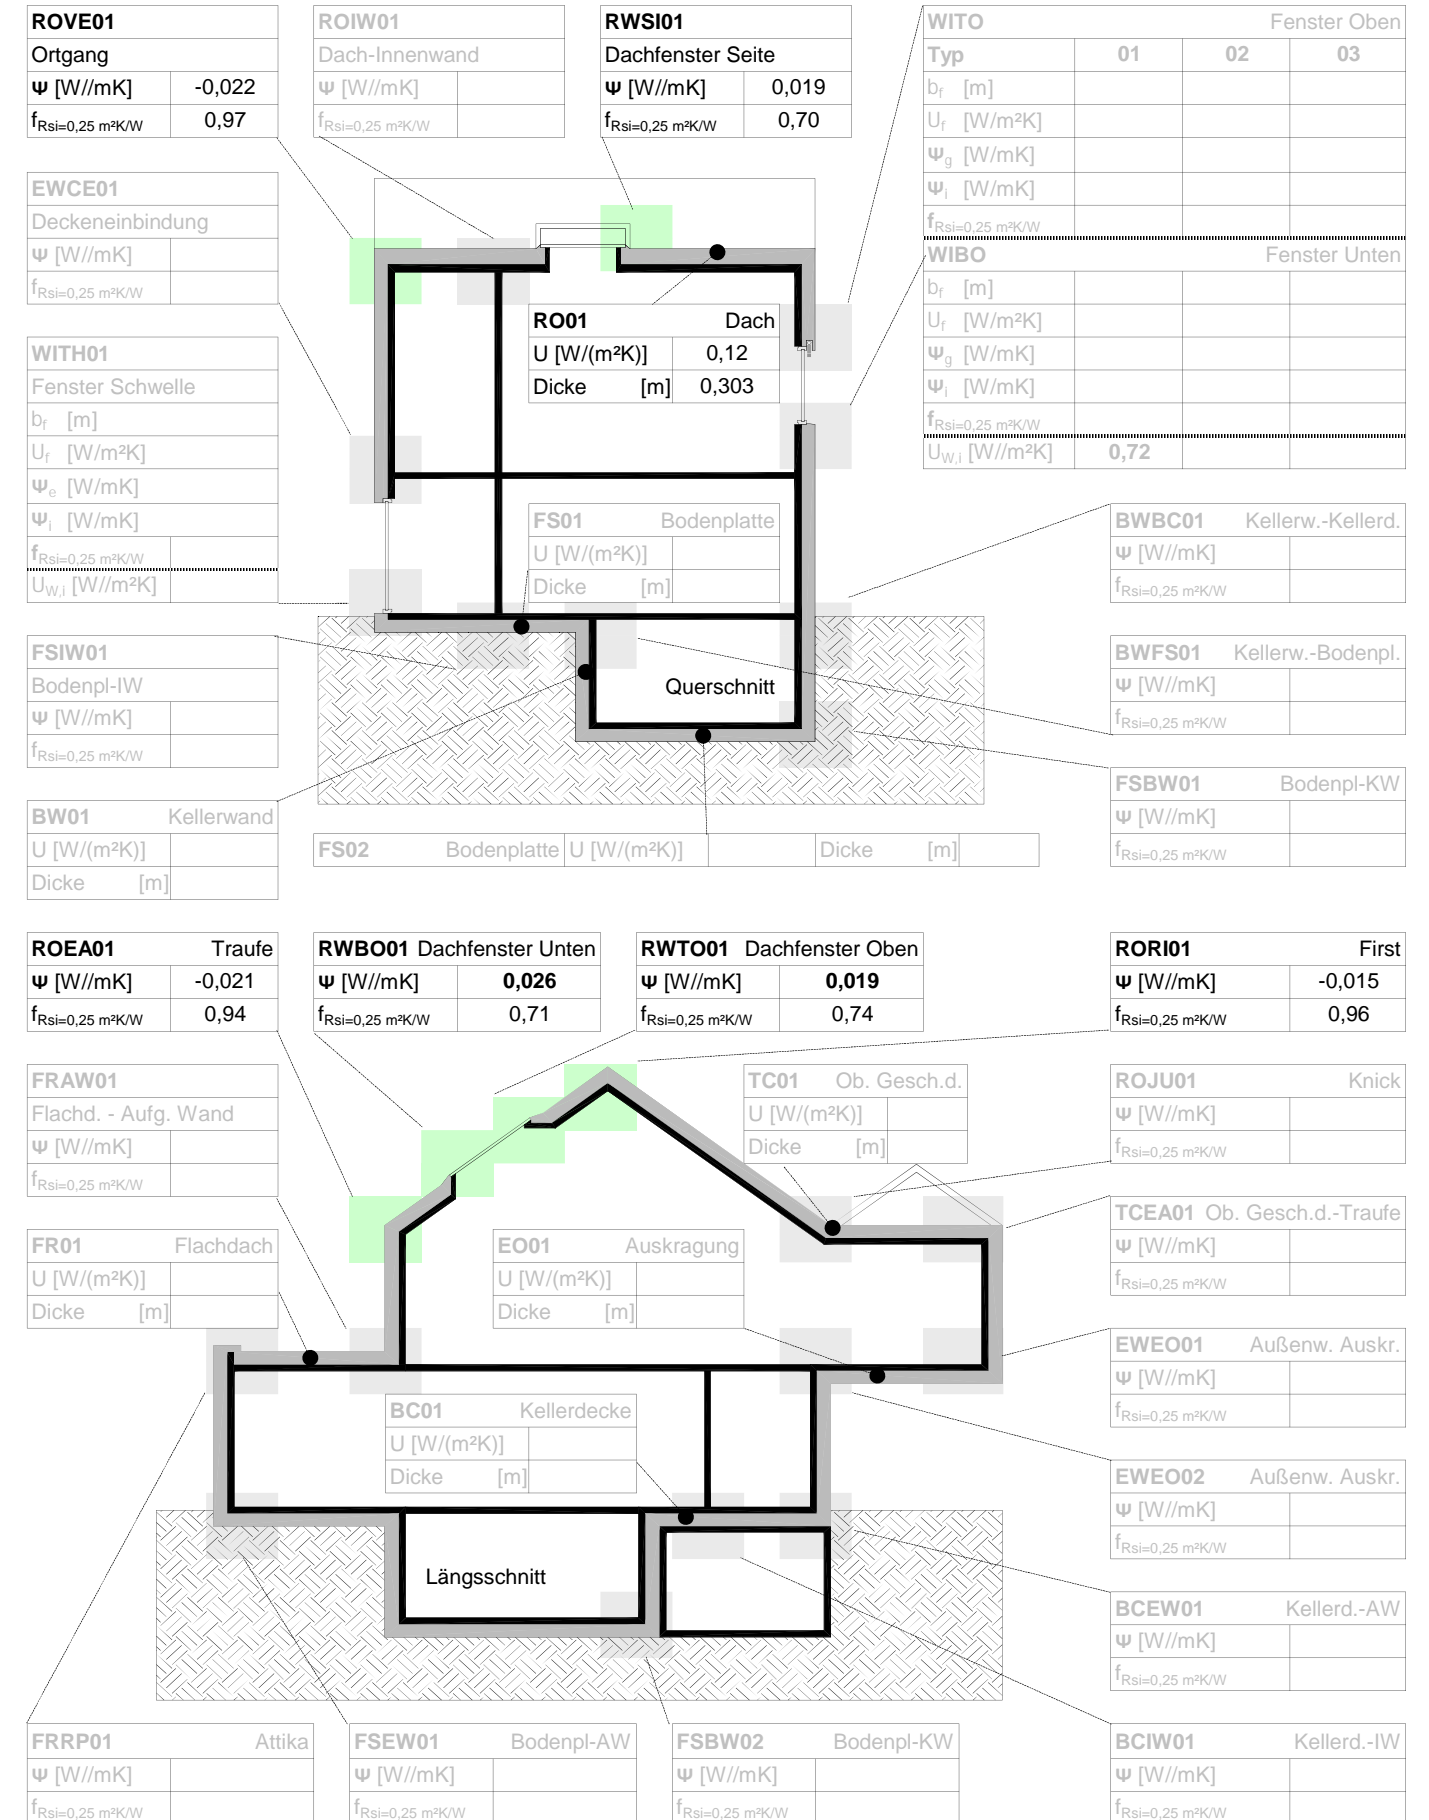 ROVE01
Ortgang
Ψ [W//mK] -0,022
fRsi=0,25 m²K/W 0,97
ROIW01
Dach-Innenwand
Ψ [W//mK]
fRsi=0,25 m²K/W
RWSI01
Dachfenster Seite
Ψ [W//mK] 0,019
fRsi=0,25 m²K/W 0,70
WITO Fenster Oben
Typ 01 02 03
bf [m]
Uf [W/m²K]
Ψg [W/mK]
Ψi [W/mK]
fRsi=0,25 m²K/W
WIBO Fenster Unten
bf [m]
Uf [W/m²K]
Ψg [W/mK]
Ψi [W/mK]
fRsi=0,25 m²K/W
UW,i [W//m²K] 0,72
EWCE01
Deckeneinbindung
Ψ [W//mK]
fRsi=0,25 m²K/W
RO01 Dach
U [W/(m²K)] 0,12
Dicke [m] 0,303
WITH01
Fenster Schwelle
bf [m]
Uf [W/m²K]
Ψe [W/mK]
Ψi [W/mK]
fRsi=0,25 m²K/W
UW,i [W//m²K]
FS01 Bodenplatte
U [W/(m²K)]
Dicke [m]
BWBC01 Kellerw.-Kellerd.
Ψ [W//mK]
fRsi=0,25 m²K/W
FSIW01
Bodenpl-IW
Ψ [W//mK]
fRsi=0,25 m²K/W
Querschnitt
BWFS01 Kellerw.-Bodenpl.
Ψ [W//mK]
fRsi=0,25 m²K/W
FSBW01 Bodenpl-KW
Ψ [W//mK]
fRsi=0,25 m²K/W
BW01 Kellerwand
U [W/(m²K)]
Dicke [m]
FS02 Bodenplatte U [W/(m²K)] Dicke [m]
ROEA01 Traufe
Ψ [W//mK] -0,021
fRsi=0,25 m²K/W 0,94
RWBO01 Dachfenster Unten
Ψ [W//mK] 0,026
fRsi=0,25 m²K/W 0,71
RWTO01 Dachfenster Oben
Ψ [W//mK] 0,019
fRsi=0,25 m²K/W 0,74
RORI01 First
Ψ [W//mK] -0,015
fRsi=0,25 m²K/W 0,96
FRAW01
Flachd. - Aufg. Wand
Ψ [W//mK]
fRsi=0,25 m²K/W
TC01 Ob. Gesch.d.
U [W/(m²K)]
Dicke [m]
ROJU01 Knick
Ψ [W//mK]
fRsi=0,25 m²K/W
TCEA01 Ob. Gesch.d.-Traufe
Ψ [W//mK]
fRsi=0,25 m²K/W
FR01 Flachdach
U [W/(m²K)]
Dicke [m]
EO01 Auskragung
U [W/(m²K)]
Dicke [m]
EWEO01 Außenw. Auskr.
Ψ [W//mK]
fRsi=0,25 m²K/W
BC01 Kellerdecke
U [W/(m²K)]
Dicke [m]
EWEO02 Außenw. Auskr.
Ψ [W//mK]
fRsi=0,25 m²K/W
Längsschnitt
BCEW01 Kellerd.-AW
Ψ [W//mK]
fRsi=0,25 m²K/W
FRRP01 Attika
Ψ [W//mK]
fRsi=0,25 m²K/W
FSEW01 Bodenpl-AW
Ψ [W//mK]
fRsi=0,25 m²K/W
FSBW02 Bodenpl-KW
Ψ [W//mK]
fRsi=0,25 m²K/W
BCIW01 Kellerd.-IW
Ψ [W//mK]
fRsi=0,25 m²K/W